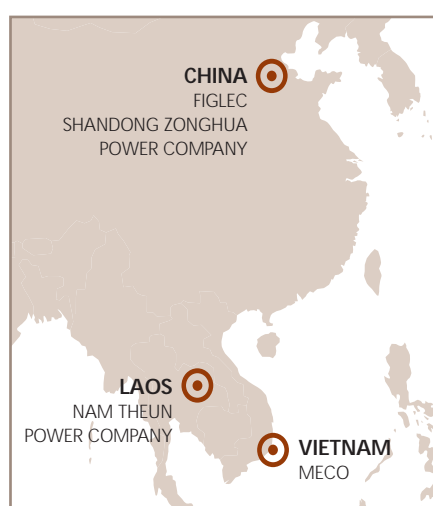 CHINA
FIGLEC
SHANDONG ZONGHUA
POWER COMPANY
LAOS
NAM THEUN
POWER COMPANY
VIETNAM
MECO